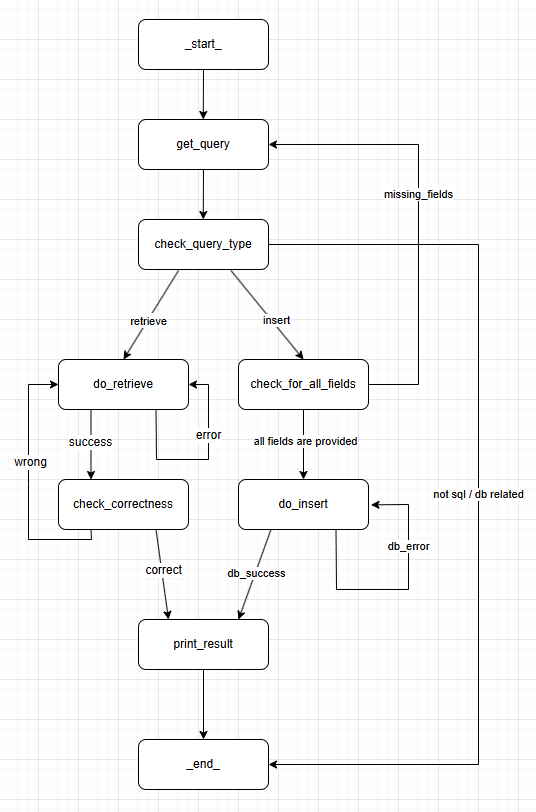 _start_
get_query
missing_fields
check_query_type
retrieve
insert
do_retrieve
check_for_all_fields
error
success
all fields are provided
wrong
not sql / db related
check_correctness
do_insert
db_error
correct
db_success
print_result
_end_